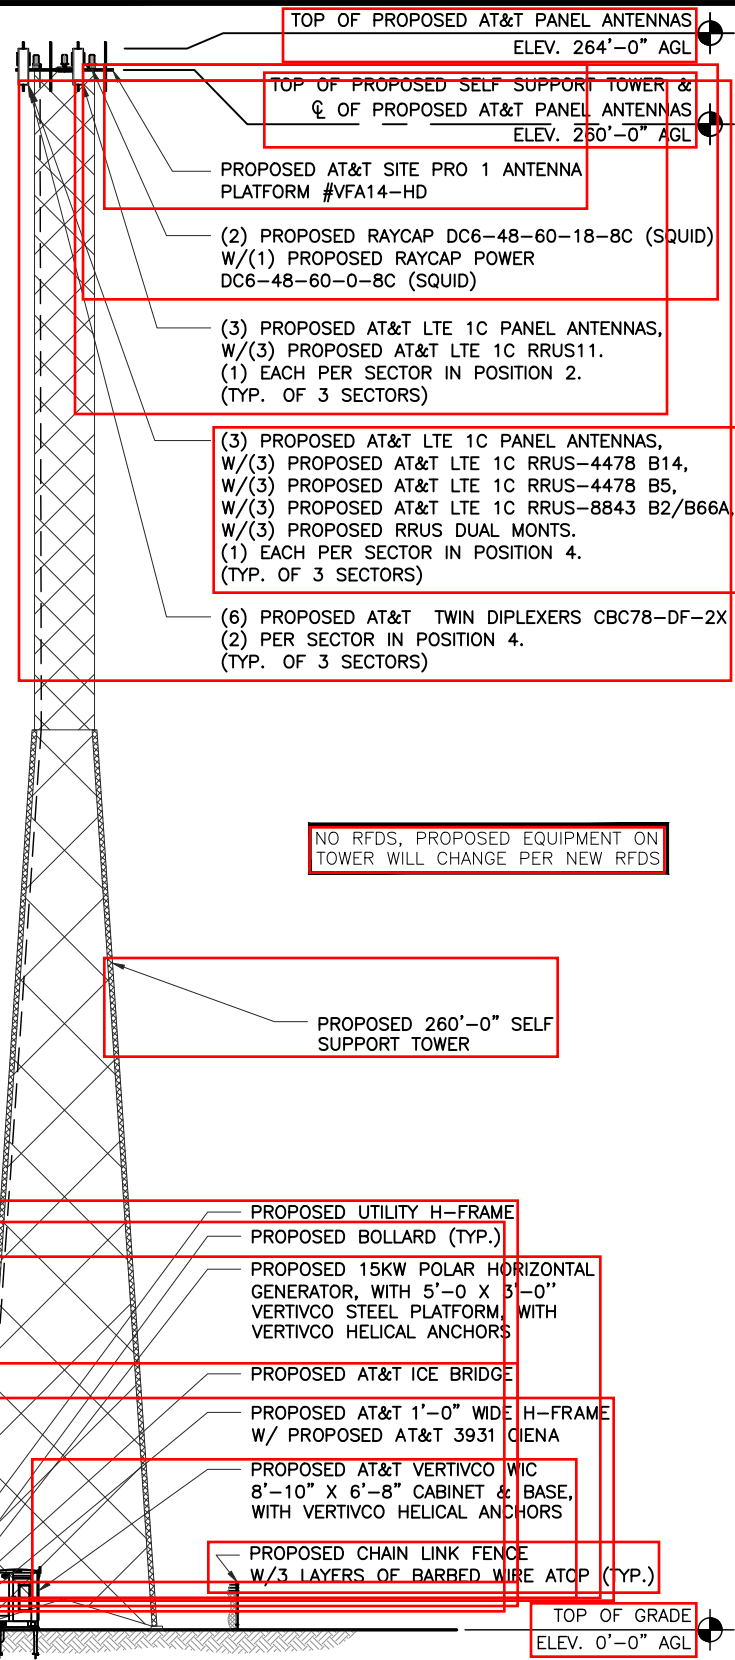 TOP OF PROPOSED AT&T PANEL ANTENNAS
ELEV. 264'-0" AGL
TOP OF PROPOSED SELF SUPPORT TOWER &
℄ OF PROPOSED AT&T PANEL ANTENNAS
ELEV. 260'-0" AGL
PROPOSED AT&T SITE PRO 1 ANTENNA
PLATFORM #VFA14-HD
(2) PROPOSED RAYCAP DC6-48-60-18-8C (SQUID)
W/(1) PROPOSED RAYCAP POWER
DC6-48-60-0-8C (SQUID)
(3) PROPOSED AT&T LTE 1C PANEL ANTENNAS,
W/(3) PROPOSED AT&T LTE 1C RRUS11.
(1) EACH PER SECTOR IN POSITION 2.
(TYP. OF 3 SECTORS)
(3) PROPOSED AT&T LTE 1C PANEL ANTENNAS,
W/(3) PROPOSED AT&T LTE 1C RRUS-4478 B14,
W/(3) PROPOSED AT&T LTE 1C RRUS-4478 B5,
W/(3) PROPOSED AT&T LTE 1C RRUS-8843 B2/B66A,
W/(3) PROPOSED RRUS DUAL MONTS.
(1) EACH PER SECTOR IN POSITION 4.
(TYP. OF 3 SECTORS)
(6) PROPOSED AT&T TWIN DIPLEXERS CBC78-DF-2X
(2) PER SECTOR IN POSITION 4.
(TYP. OF 3 SECTORS)
NO RFDS, PROPOSED EQUIPMENT ON
TOWER WILL CHANGE PER NEW RFDS
PROPOSED 260'-0" SELF
SUPPORT TOWER
PROPOSED UTILITY H-FRAME
PROPOSED BOLLARD (TYP.)
PROPOSED 15KW POLAR HORIZONTAL
GENERATOR, WITH 5'-0 X 3'-0''
VERTIVCO STEEL PLATFORM, WITH
VERTIVCO HELICAL ANCHORS
PROPOSED AT&T ICE BRIDGE
PROPOSED AT&T 1'-0" WIDE H-FRAME
W/ PROPOSED AT&T 3931 CIENA
PROPOSED AT&T VERTIVCO WIC
8'-10" X 6'-8" CABINET & BASE,
WITH VERTIVCO HELICAL ANCHORS
PROPOSED CHAIN LINK FENCE
W/3 LAYERS OF BARBED WIRE ATOP (TYP.)
TOP OF GRADE
ELEV. 0'-0" AGL